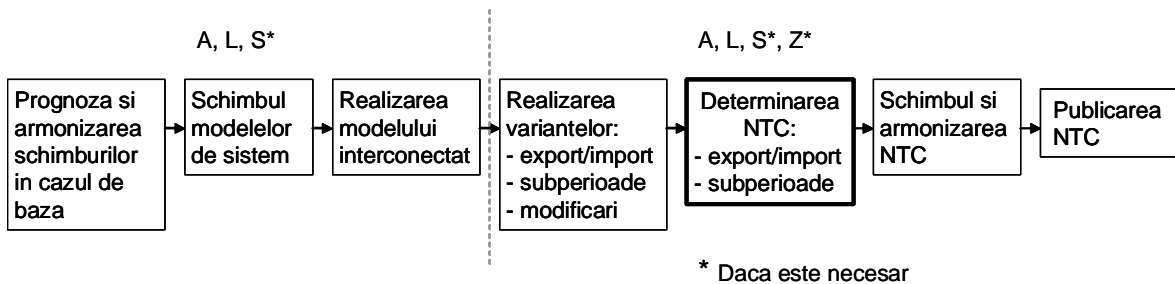 A, L, S*
A, L, S*, Z*
Prognoza si
armonizarea
schimburilor
in cazul de
baza
Schimbul
modelelor
de sistem
Realizarea
modelului
interconectat
Realizarea
variantelor:
- export/import
- subperioade
- modificari
Determinarea
NTC:
- export/import
- subperioade
Schimbul si
armonizarea
NTC
Publicarea
NTC
* Daca este necesar